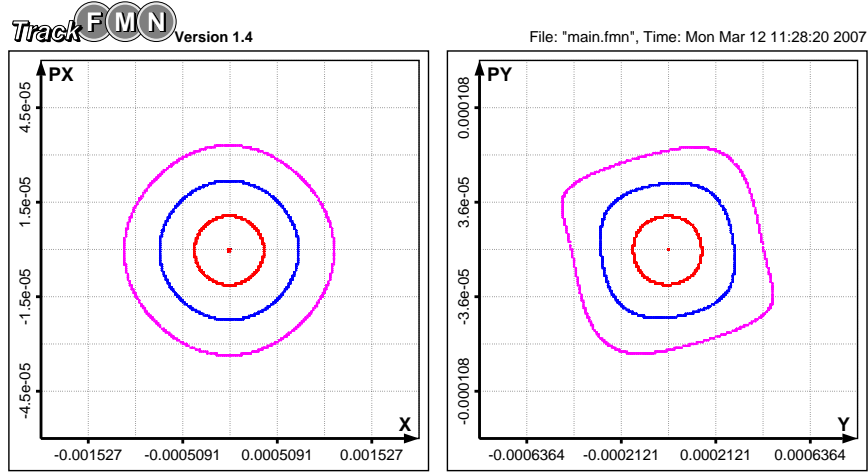 Track FMN Version 1.4
File: "main.fmn", Time: Mon Mar 12 11:28:20 2007
PX
4.5e-05
1.5e-05
-1.5e-05
-4.5e-05
X
-0.001527 -0.0005091 0.0005091 0.001527
PY
0.000108
3.6e-05
-3.6e-05
-0.000108
Y
-0.0006364 -0.0002121 0.0002121 0.0006364